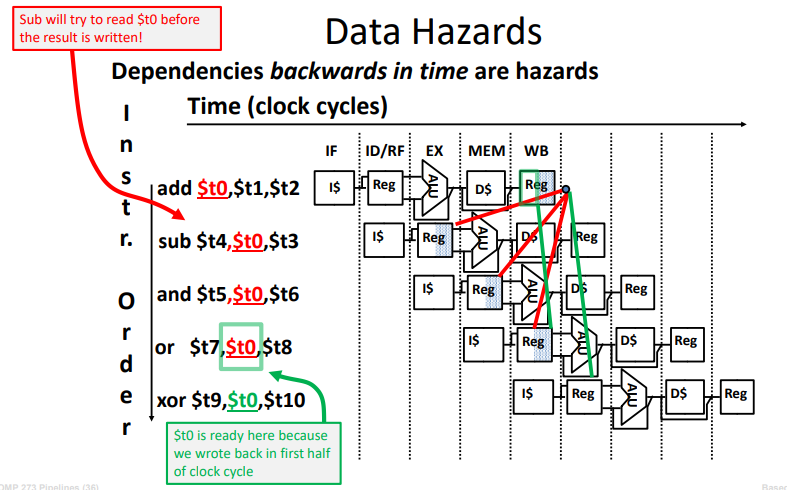 Sub will try to read $t0 before
the result is written!
Data Hazards
Dependencies backwards in time are hazards
Time (clock cycles)
I
n
s
t
r.
O
r
d
e
r
IF ID/RF EX MEM WB
add $t0,$t1,$t2
I$ Reg ALU D$ Reg
sub $t4,$t0,$t3
I$ Reg ALU D$ Reg
and $t5,$t0,$t6
I$ Reg ALU D$ Reg
or $t7,$t0,$t8
I$ Reg ALU D$ Reg
xor $t9,$t0,$t10
I$ Reg ALU D$ Reg
$t0 is ready here because
we wrote back in first half
of clock cycle
OMP 273 Pipelines (36)
Based